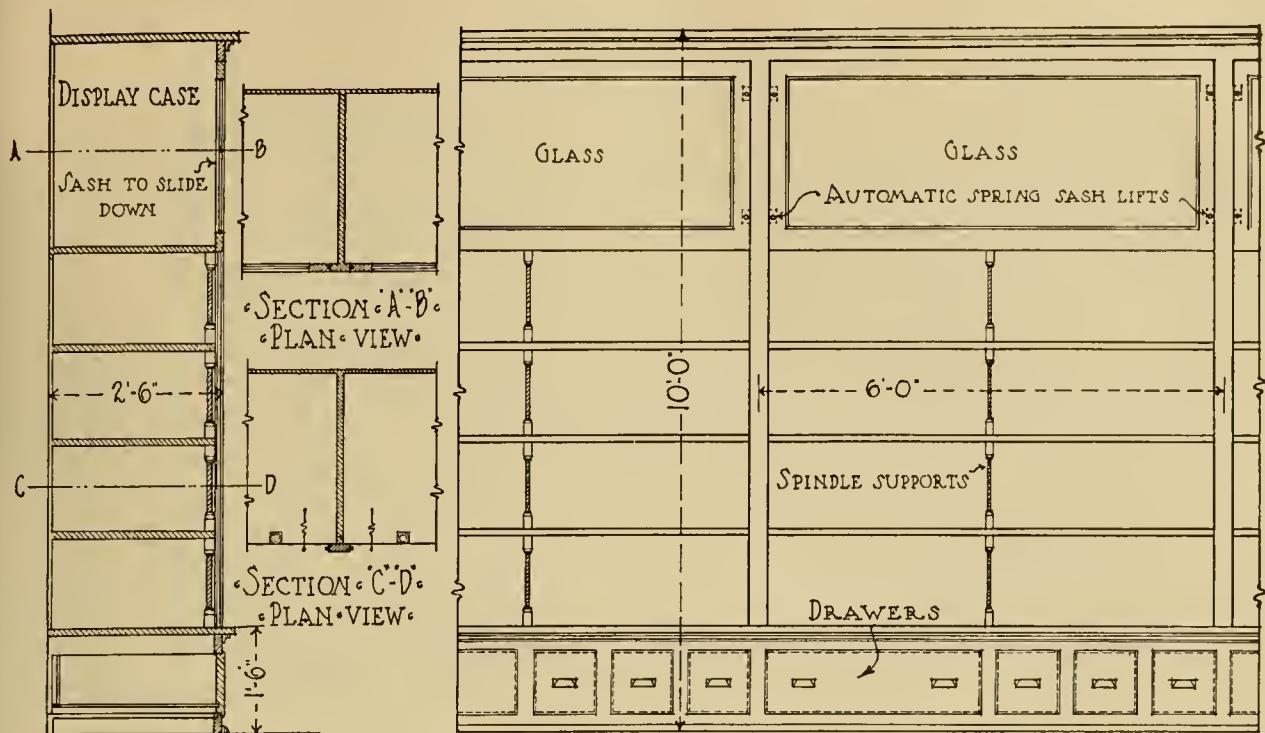 DISPLAY CASE
A
B
SASH TO SLIDE
DOWN
2'-6"
C
D
1'-6"
SECTION "A"-"B"
PLAN VIEW
SECTION "C"-"D"
PLAN VIEW
GLASS
GLASS
AUTOMATIC SPRING SASH LIFTS
10'-0"
6'-0"
SPINDLE SUPPORTS
DRAWERS